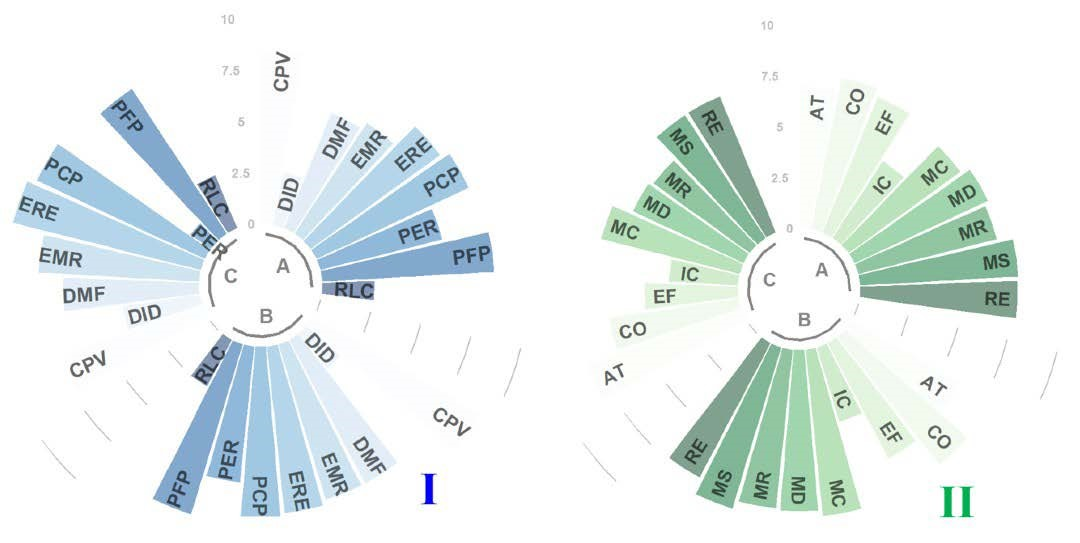 10
7.5
5
2.5
0
CPV
DID
DMF
EMR
ERE
PCP
PER
PFP
RLC
A
DID
CPV
DMF
EMR
ERE
PCP
PER
PFP
RLC
B
CPV
DID
DMF
EMR
ERE
PCP
PER
PFP
RLC
C
I
10
7.5
5
2.5
0
AT
CO
EF
IC
MC
MD
MR
MS
RE
A
AT
CO
EF
IC
MC
MD
MR
MS
RE
B
AT
CO
EF
IC
MC
MD
MR
MS
RE
C
II